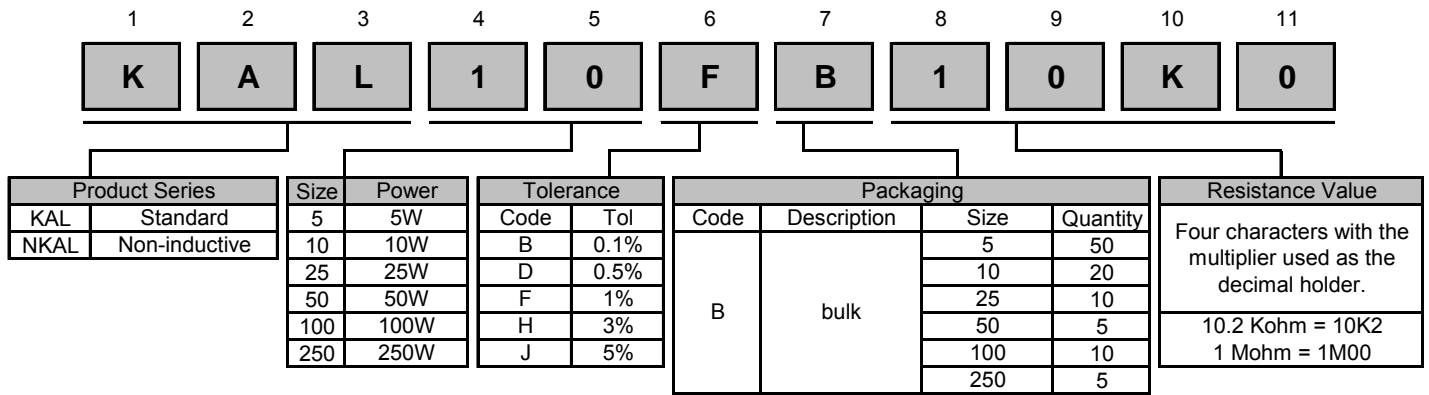 1 2 3 4 5 6 7 8 9 10 11
K A L 1 0 F B 1 0 K 0
Product Series
KAL Standard
NKAL Non-inductive
Size Power
5 5W
10 10W
25 25W
50 50W
100 100W
250 250W
Tolerance
Code Tol
B 0.1%
D 0.5%
F 1%
H 3%
J 5%
Packaging
Code Description Size Quantity
B bulk
5 50
10 20
25 10
50 5
100 10
250 5
Resistance Value
Four characters with the
multiplier used as the
decimal holder.
10.2 Kohm = 10K2
1 Mohm = 1M00